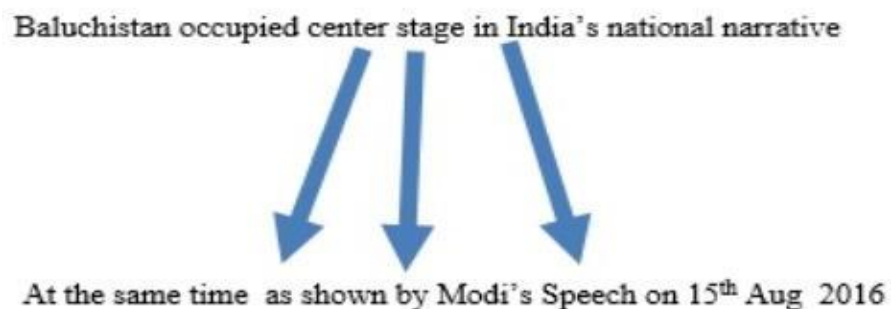 Baluchistan occupied center stage in India’s national narrative
At the same time as shown by Modi’s Speech on 15th Aug 2016